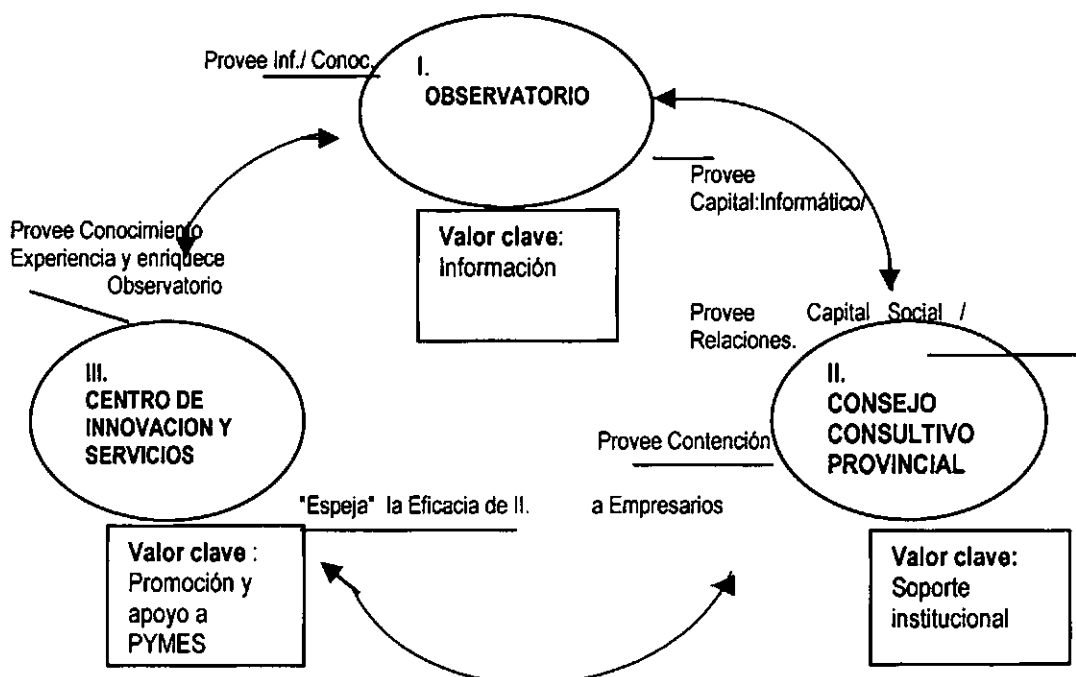 Provee Inf./ Conoc.
I.
OBSERVATORIO
Provee
Capital:Informático/
Valor clave:
Información
Provee Conocimiento
Experiencia y enriquece
Observatorio
Provee Capital Social /
Relaciones.
III.
CENTRO DE
INNOVACION Y
SERVICIOS
II.
CONSEJO
CONSULTIVO
PROVINCIAL
Provee Contención
"Espeja" la Eficacia de II.
a Empresarios
Valor clave :
Promoción y
apoyo a
PYMES
Valor clave:
Soporte
institucional